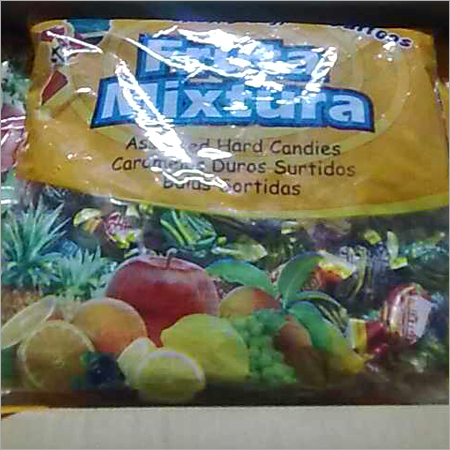 Fruta
Mixtura
Assorted Hard Candies
Caramelos Duros Surtidos
Balas Sortidas